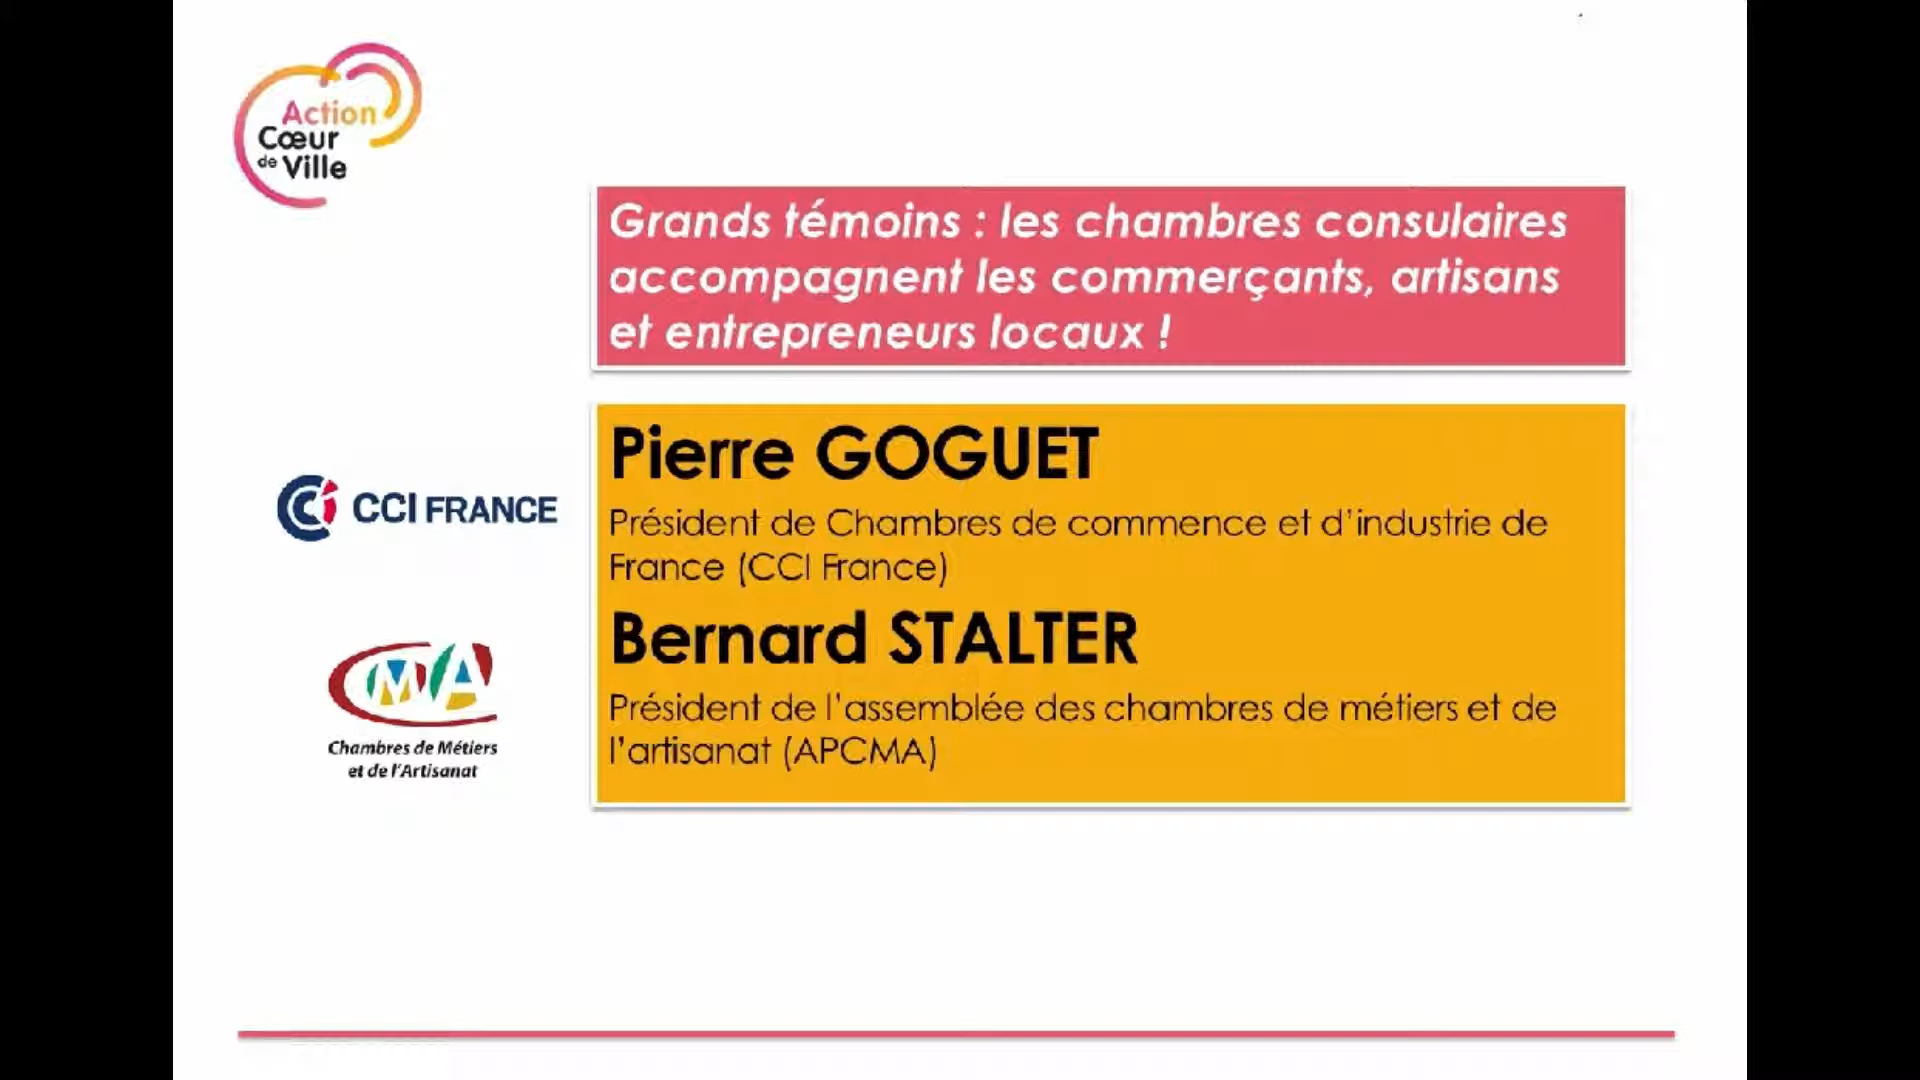 Action
Cœur
de Ville
Grands témoins : les chambres consulaires
accompagnent les commerçants, artisans
et entrepreneurs locaux !
Pierre GOGUET
CCI FRANCE
Président de Chambres de commence et d'industrie de
France (CCI France)
Bernard STALTER
CMA
Président de l'assemblée des chambres de métiers et de
l'artisanat (APCMA)
Chambres de Métiers
et de l'Artisanat